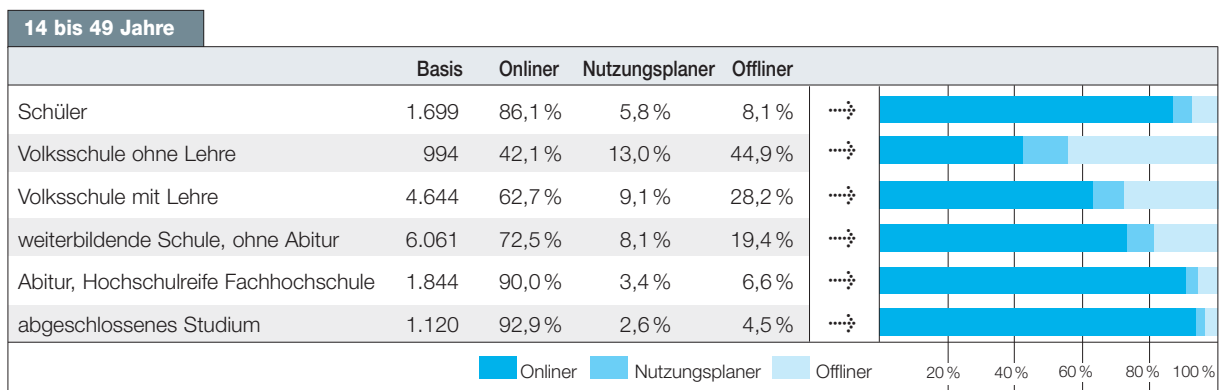 14 bis 49 Jahre
Basis Onliner Nutzungsplaner Offliner
Schüler 1.699 86,1% 5,8% 8,1%
Volksschule ohne Lehre 994 42,1% 13,0% 44,9%
Volksschule mit Lehre 4.644 62,7% 9,1% 28,2%
weiterbildende Schule, ohne Abitur 6.061 72,5% 8,1% 19,4%
Abitur, Hochschulreife Fachhochschule 1.844 90,0% 3,4% 6,6%
abgeschlossenes Studium 1.120 92,9% 2,6% 4,5%
Onliner Nutzungsplaner Offliner 20% 40% 60% 80% 100%